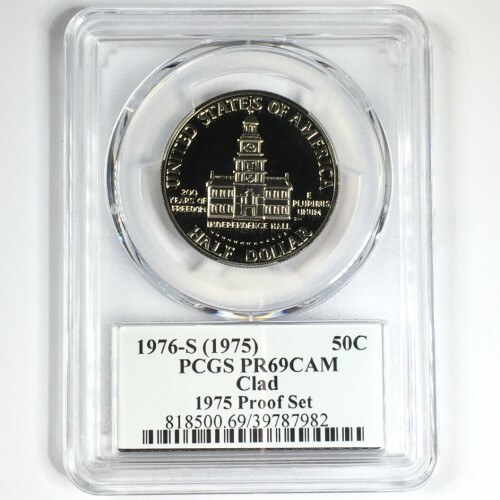 UNITED STATES OF AMERICA
200
YEARS OF
FREEDOM
E
PLURIBUS
UNUM
INDEPENDENCE HALL
HALF DOLLAR
1976-S (1975) 50C
PCGS PR69CAM
Clad
1975 Proof Set
818500.69/39787982